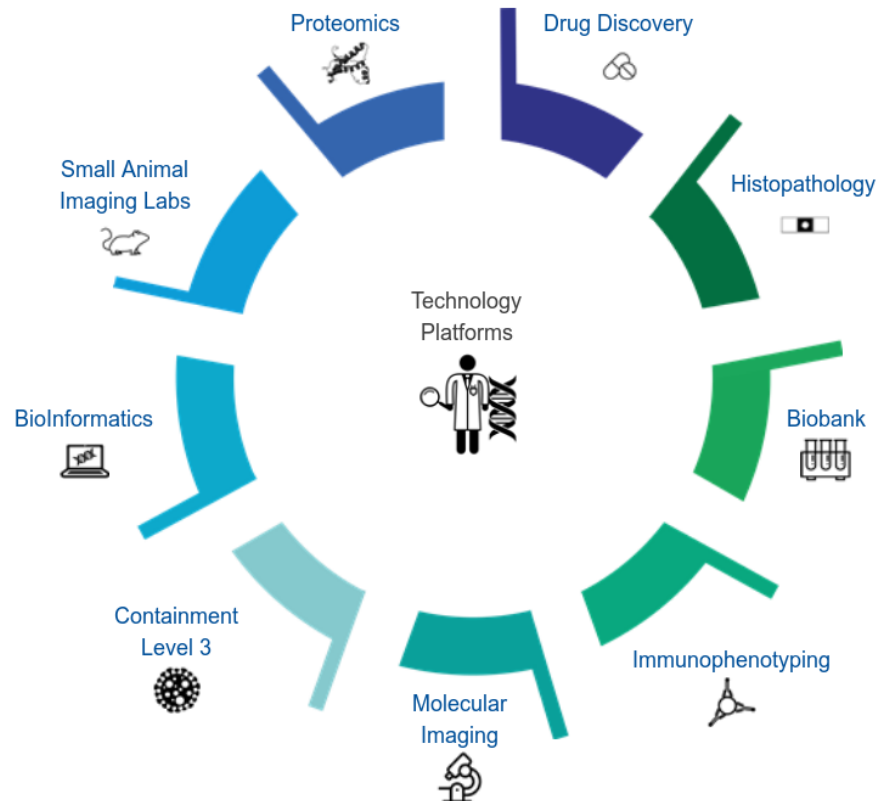 Proteomics
Drug Discovery
Small Animal
Imaging Labs
Histopathology
Technology
Platforms
BioInformatics
Biobank
Containment
Level 3
Immunophenotyping
Molecular
Imaging